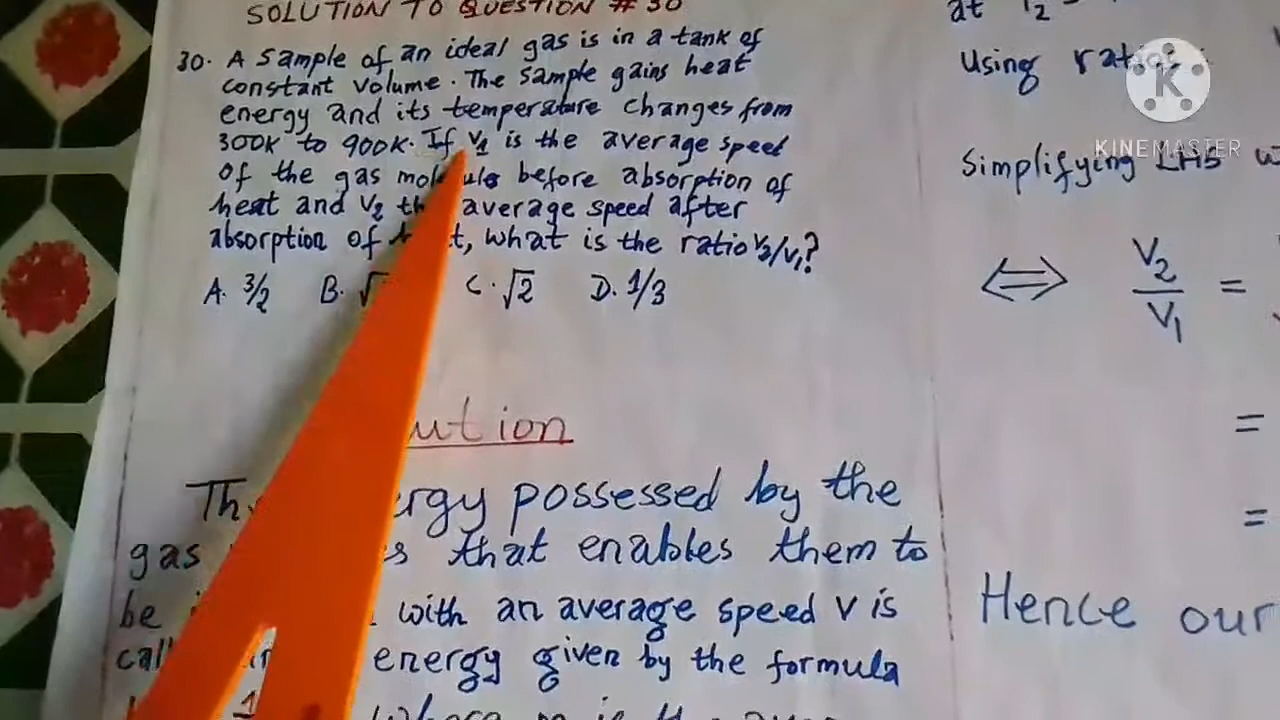 SOLUTION TO QUESTION # 30
30. A sample of an ideal gas is in a tank of
constant volume. The sample gains heat
energy and its temperature changes from
300K to 900K. If V1 is the average speed
of the gas before absorption of
heat and V2 average speed after
absorption of , what is the ratio V2/V1?
A. 3/2 B. C. √2 D. 1/3
possessed by the
gas that enables them to
be with an average speed V is
energy given by the formula
at T2
Using
KINEMASTER
Simplifying LHS
⟺ V2/V1 =
=
=
Hence our